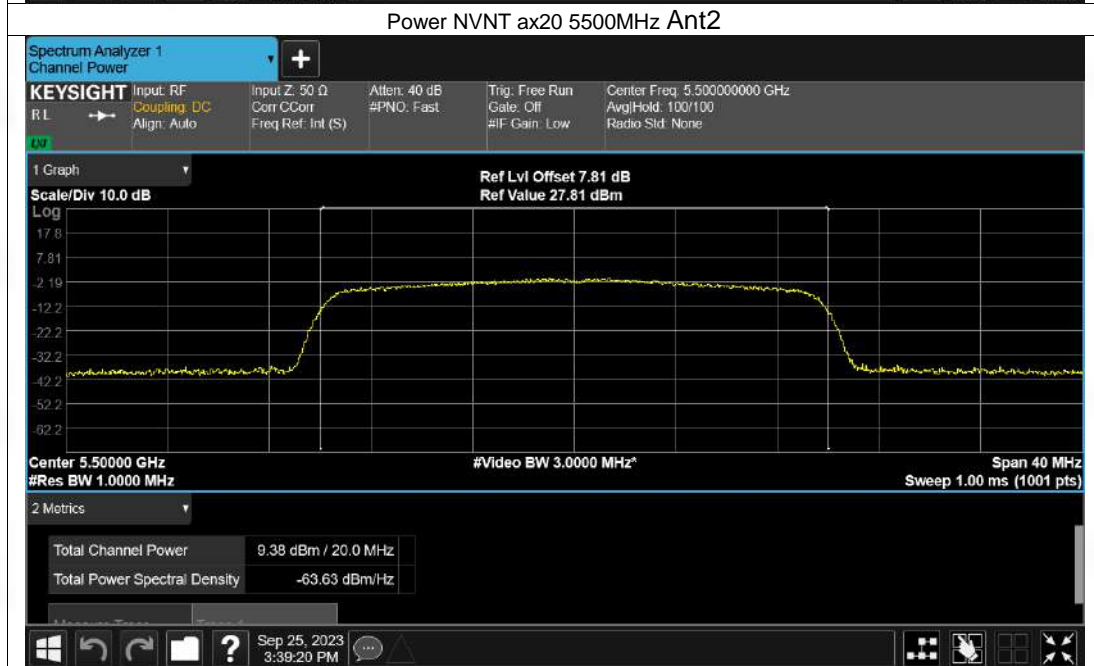 Power NVNT ax20 5500MHz Ant2
Spectrum Analyzer 1
Channel Power
+
KEYSIGHT Input: RF Input Z: 50 Ω Atten: 40 dB Trig: Free Run Center Freq: 5.500000000 GHz
RL Coupling: DC Corr CCorr #PNO: Fast Gate: Off Avg|Hold: 100/100
Align: Auto Freq Ref: Int (S) #IF Gain: Low Radio Std: None
LXI
1 Graph
Ref Lvl Offset 7.81 dB
Scale/Div 10.0 dB Ref Value 27.81 dBm
Log
17.8
7.81
-2.19
-12.2
-22.2
-32.2
-42.2
-52.2
-62.2
Center 5.50000 GHz #Video BW 3.0000 MHz* Span 40 MHz
#Res BW 1.0000 MHz Sweep 1.00 ms (1001 pts)
2 Metrics
Total Channel Power 9.38 dBm / 20.0 MHz
Total Power Spectral Density -63.63 dBm/Hz
? Sep 25, 2023
3:39:20 PM